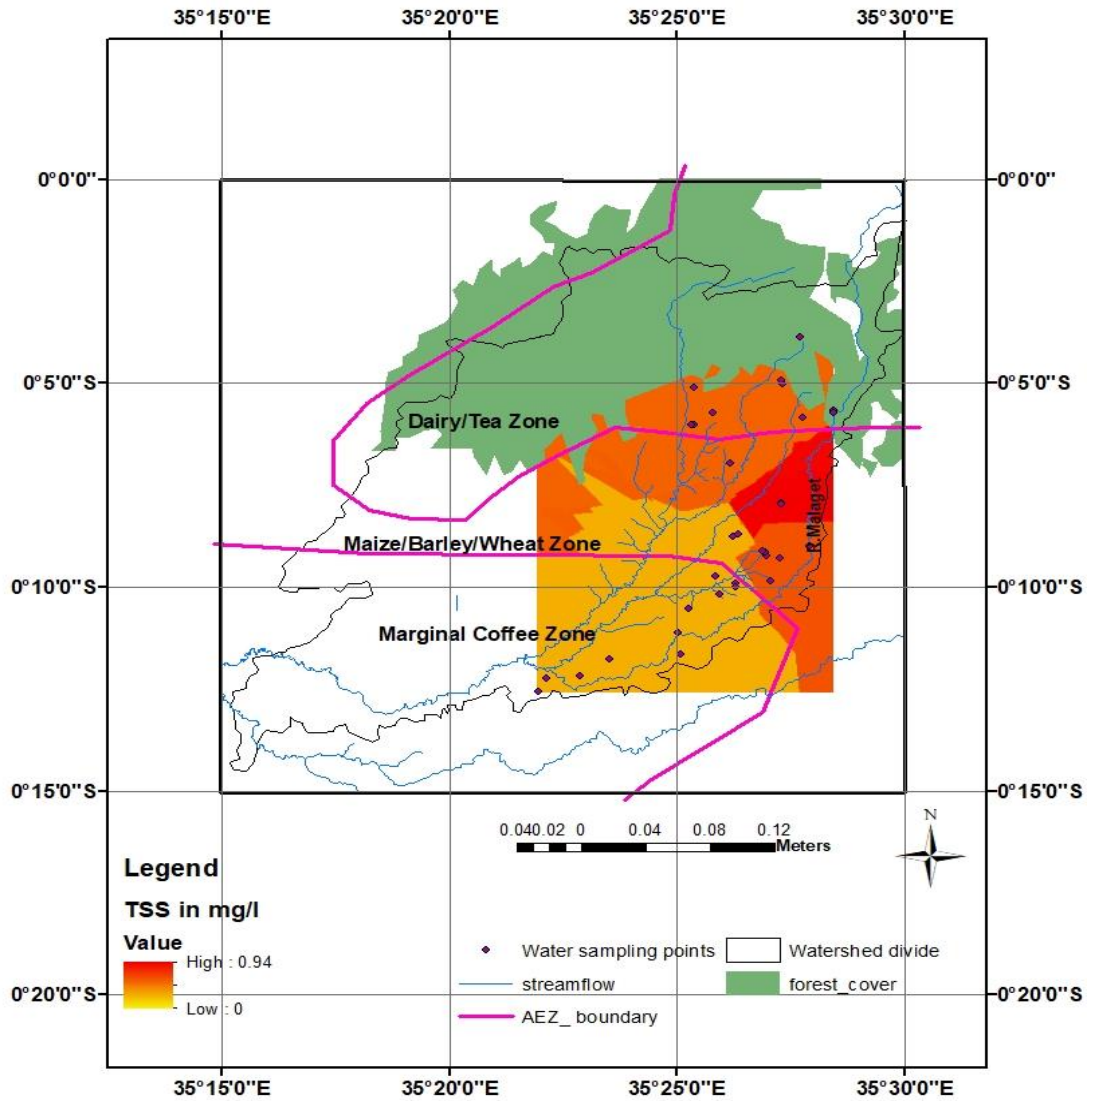 35°15'0"E 35°20'0"E 35°25'0"E 35°30'0"E
0°0'0" 0°0'0"
0°5'0"S 0°5'0"S
Dairy/Tea Zone
R.Malaget
Maize/Barley/Wheat Zone
0°10'0"S 0°10'0"S
Marginal Coffee Zone
0°15'0"S 0°15'0"S
N
0.040.02 0 0.04 0.08 0.12
Meters
Legend
TSS in mg/l
Value
High : 0.94
Low : 0
Water sampling points
streamflow
AEZ_ boundary
Watershed divide
forest_cover
0°20'0"S 0°20'0"S
35°15'0"E 35°20'0"E 35°25'0"E 35°30'0"E